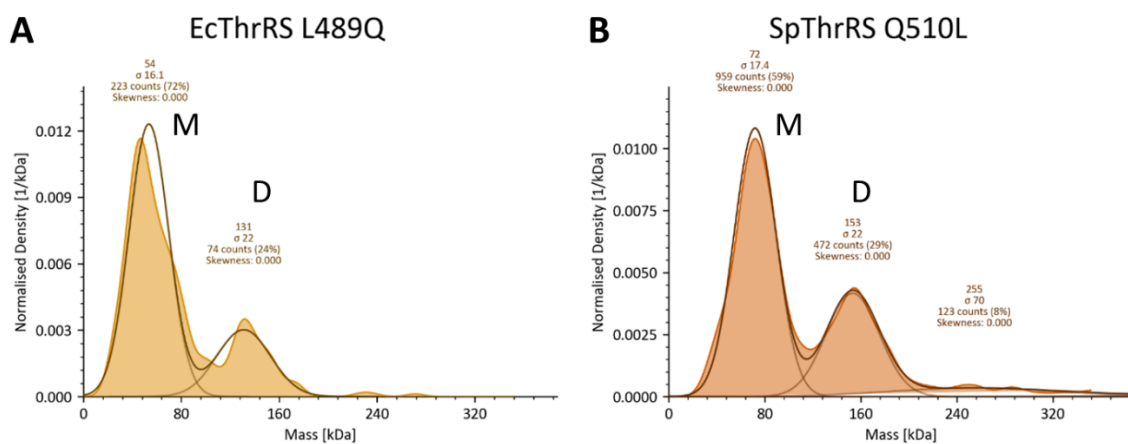 A
EcThrRS L489Q
54
σ 16.1
223 counts (72%)
Skewness: 0.000
M
D
131
σ 22
74 counts (24%)
Skewness: 0.000
0.012
0.009
0.006
0.003
0.000
Normalised Density [1/kDa]
0
80
160
240
320
Mass [kDa]
B
SpThrRS Q510L
72
σ 17.4
959 counts (59%)
Skewness: 0.000
M
D
153
σ 22
472 counts (29%)
Skewness: 0.000
255
σ 70
123 counts (8%)
Skewness: 0.000
0.0100
0.0075
0.0050
0.0025
0.0000
Normalised Density [1/kDa]
0
80
160
240
320
Mass [kDa]